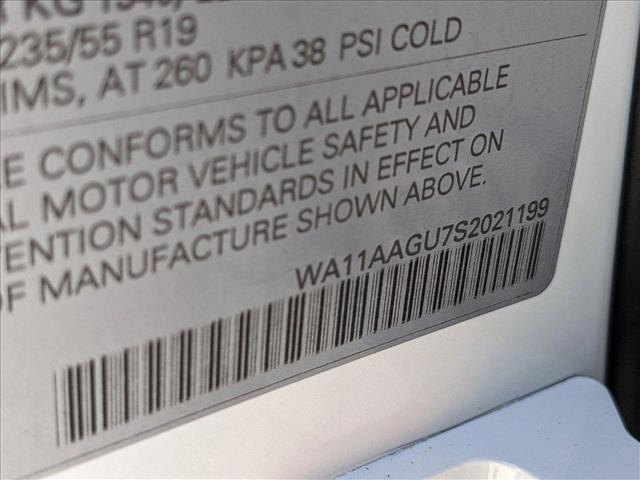 235/55 R19
IMS, AT 260 KPA 38 PSI COLD
E CONFORMS TO ALL APPLICABLE
AL MOTOR VEHICLE SAFETY AND
VENTION STANDARDS IN EFFECT ON
OF MANUFACTURE SHOWN ABOVE.
WA11AAGU7S2021199